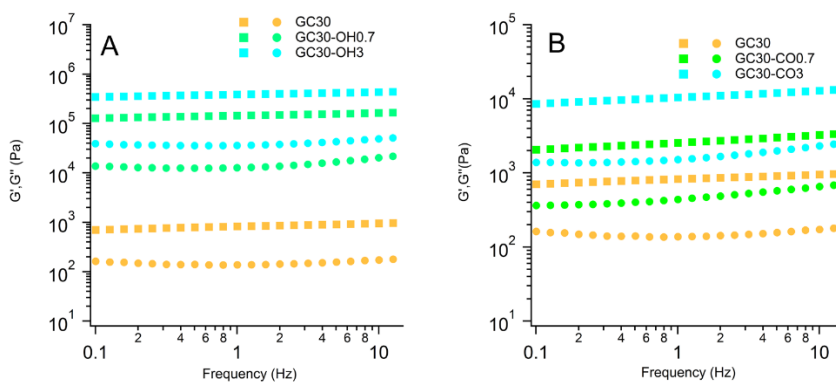 A
GC30
GC30-OH0.7
GC30-OH3
G',G'' (Pa)
10^7
10^6
10^5
10^4
10^3
10^2
10^1
0.1 2 4 6 8 1 2 4 6 8 10
Frequency (Hz)
B
GC30
GC30-CO0.7
GC30-CO3
G',G''(Pa)
10^5
10^4
10^3
10^2
10^1
0.1 2 4 6 8 1 2 4 6 8 10
Frequency (Hz)